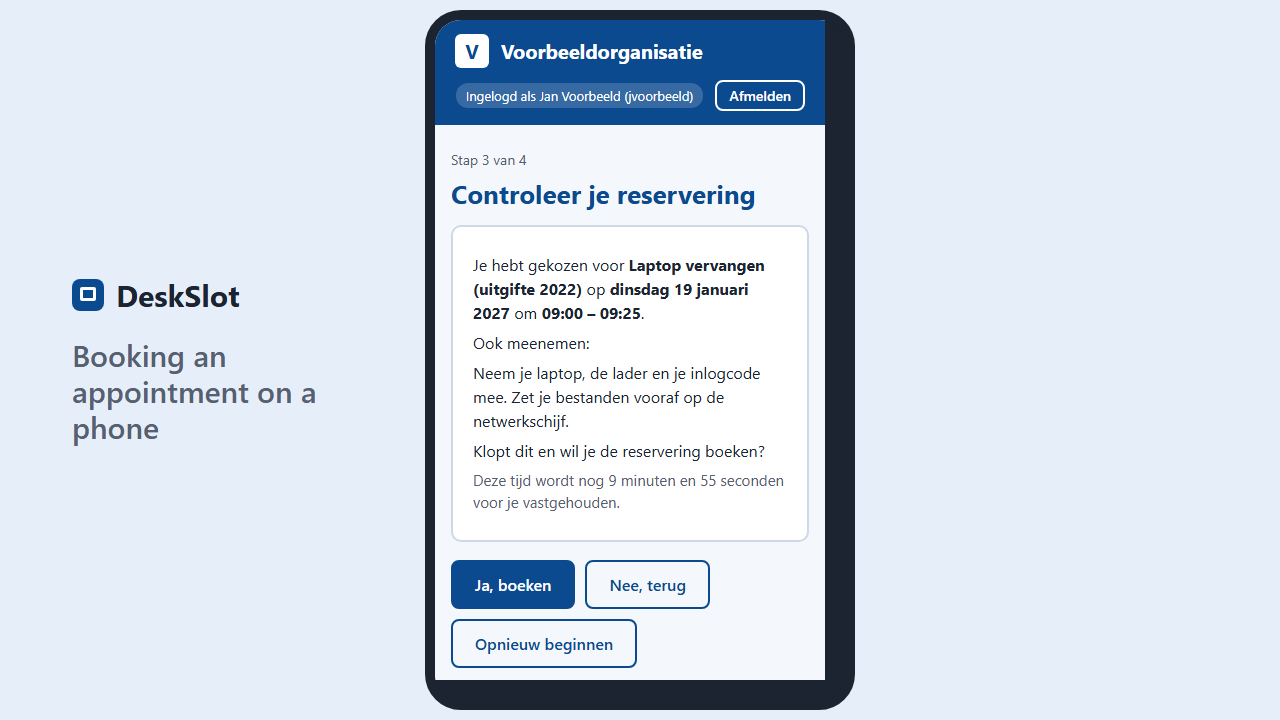 V
Voorbeeldorganisatie
Ingelogd als Jan Voorbeeld (jvoorbeeld)
Afmelden
Stap 3 van 4
Controleer je reservering
Je hebt gekozen voor Laptop vervangen
(uitgifte 2022) op dinsdag 19 januari
2027 om 09:00 – 09:25.
Ook meenemen:
Neem je laptop, de lader en je inlogcode
mee. Zet je bestanden vooraf op de
netwerkschijf.
Klopt dit en wil je de reservering boeken?
Deze tijd wordt nog 9 minuten en 55 seconden
voor je vastgehouden.
Ja, boeken
Nee, terug
Opnieuw beginnen
DeskSlot
Booking an
appointment on a
phone